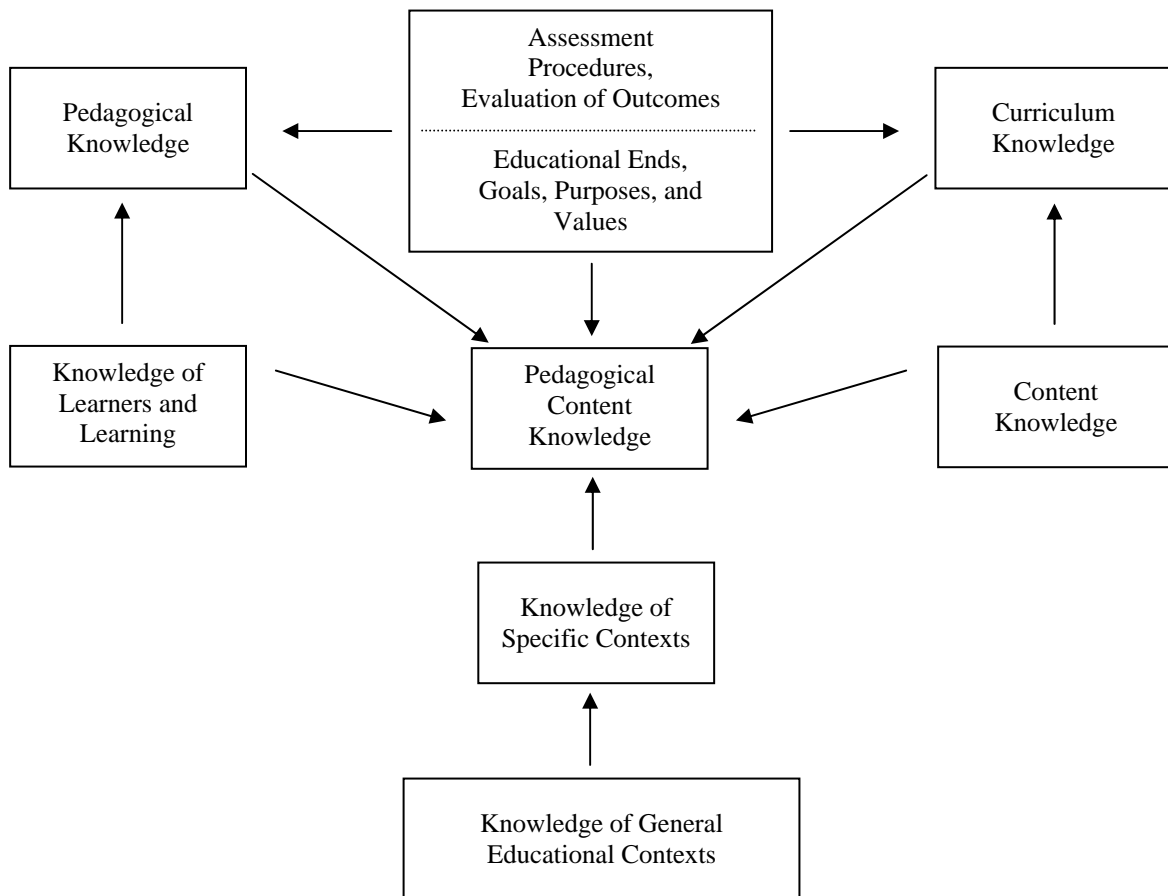 Assessment
Procedures,
Evaluation of Outcomes
Educational Ends,
Goals, Purposes, and
Values
Pedagogical
Knowledge
Curriculum
Knowledge
Knowledge of
Learners and
Learning
Pedagogical
Content
Knowledge
Content
Knowledge
Knowledge of
Specific Contexts
Knowledge of General
Educational Contexts